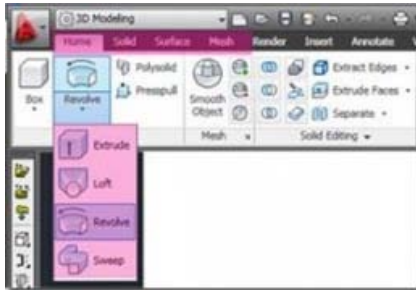 3D Modeling
Home Solid Surface Mesh Render Insert Annotate
Box Revolve Polysolid Presspull Smooth Object Extract Edges Extrude Faces Separate
Mesh Solid Editing
Extrude
Loft
Revolve
Sweep